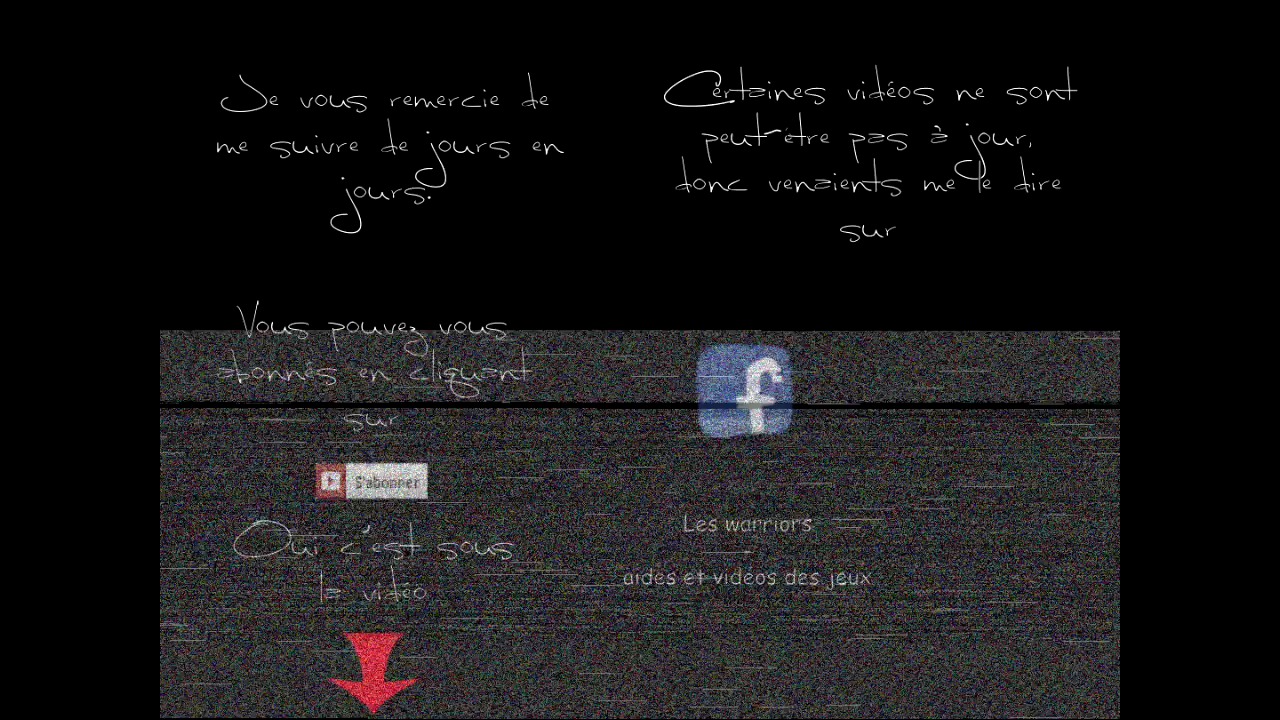 Je vous remercie de
me suivre de jours en
jours.
Vous pouvez vous
abonnés en cliquant
sur
S'abonner
Oui c'est sous
la vidéo
Certaines vidéos ne sont
peut-être pas à jour,
donc venaients me le dire
sur
f
Les warriors
aides et vidéos des jeux